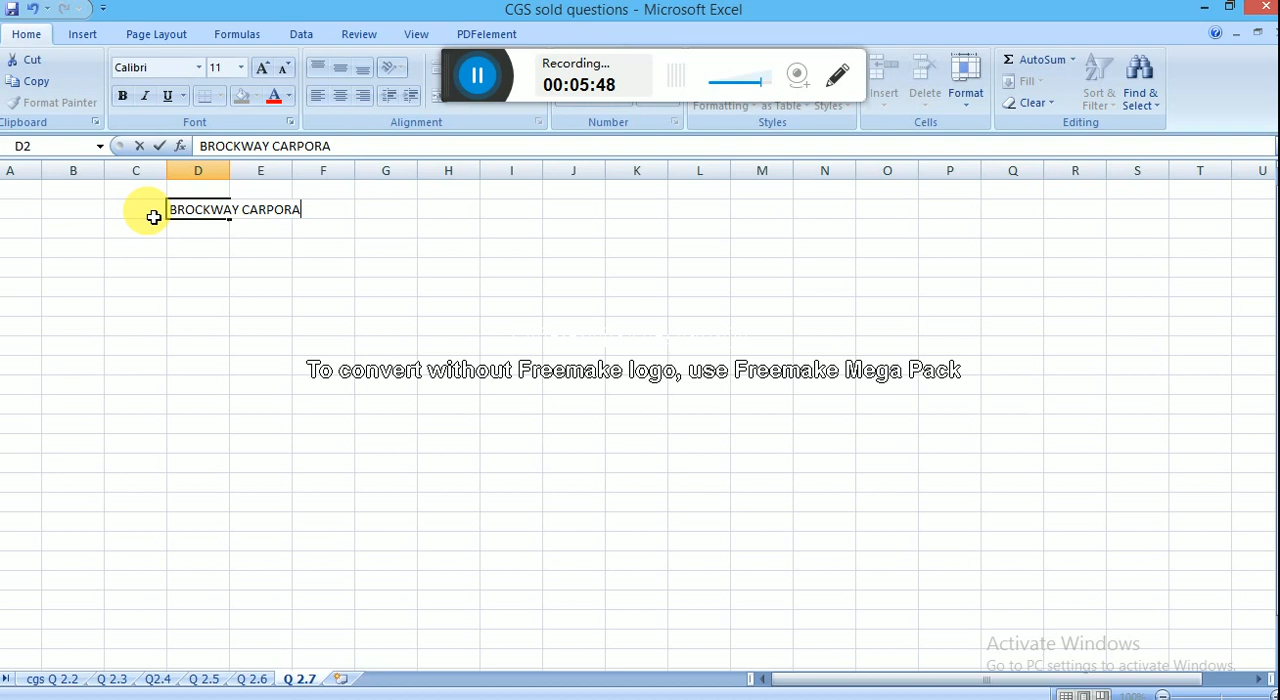 CGS sold questions - Microsoft Excel
Home Insert Page Layout Formulas Data Review View PDFelement
Cut
Copy
Format Painter
Clipboard
Calibri 11
B I U
Font
Alignment
Number
Recording...
00:05:48
Formatting as Table Styles
Styles
Insert Delete Format
Cells
AutoSum
Fill
Clear
Sort & Filter
Find & Select
Editing
D2 fx BROCKWAY CARPORA
A B C D E F G H I J K L M N O P Q R S T U
BROCKWAY CARPORA
To convert without Freemake logo, use Freemake Mega Pack
Activate Windows
Go to PC settings to activate Windows.
cgs Q 2.2 Q 2.3 Q2.4 Q 2.5 Q 2.6 Q 2.7
100%